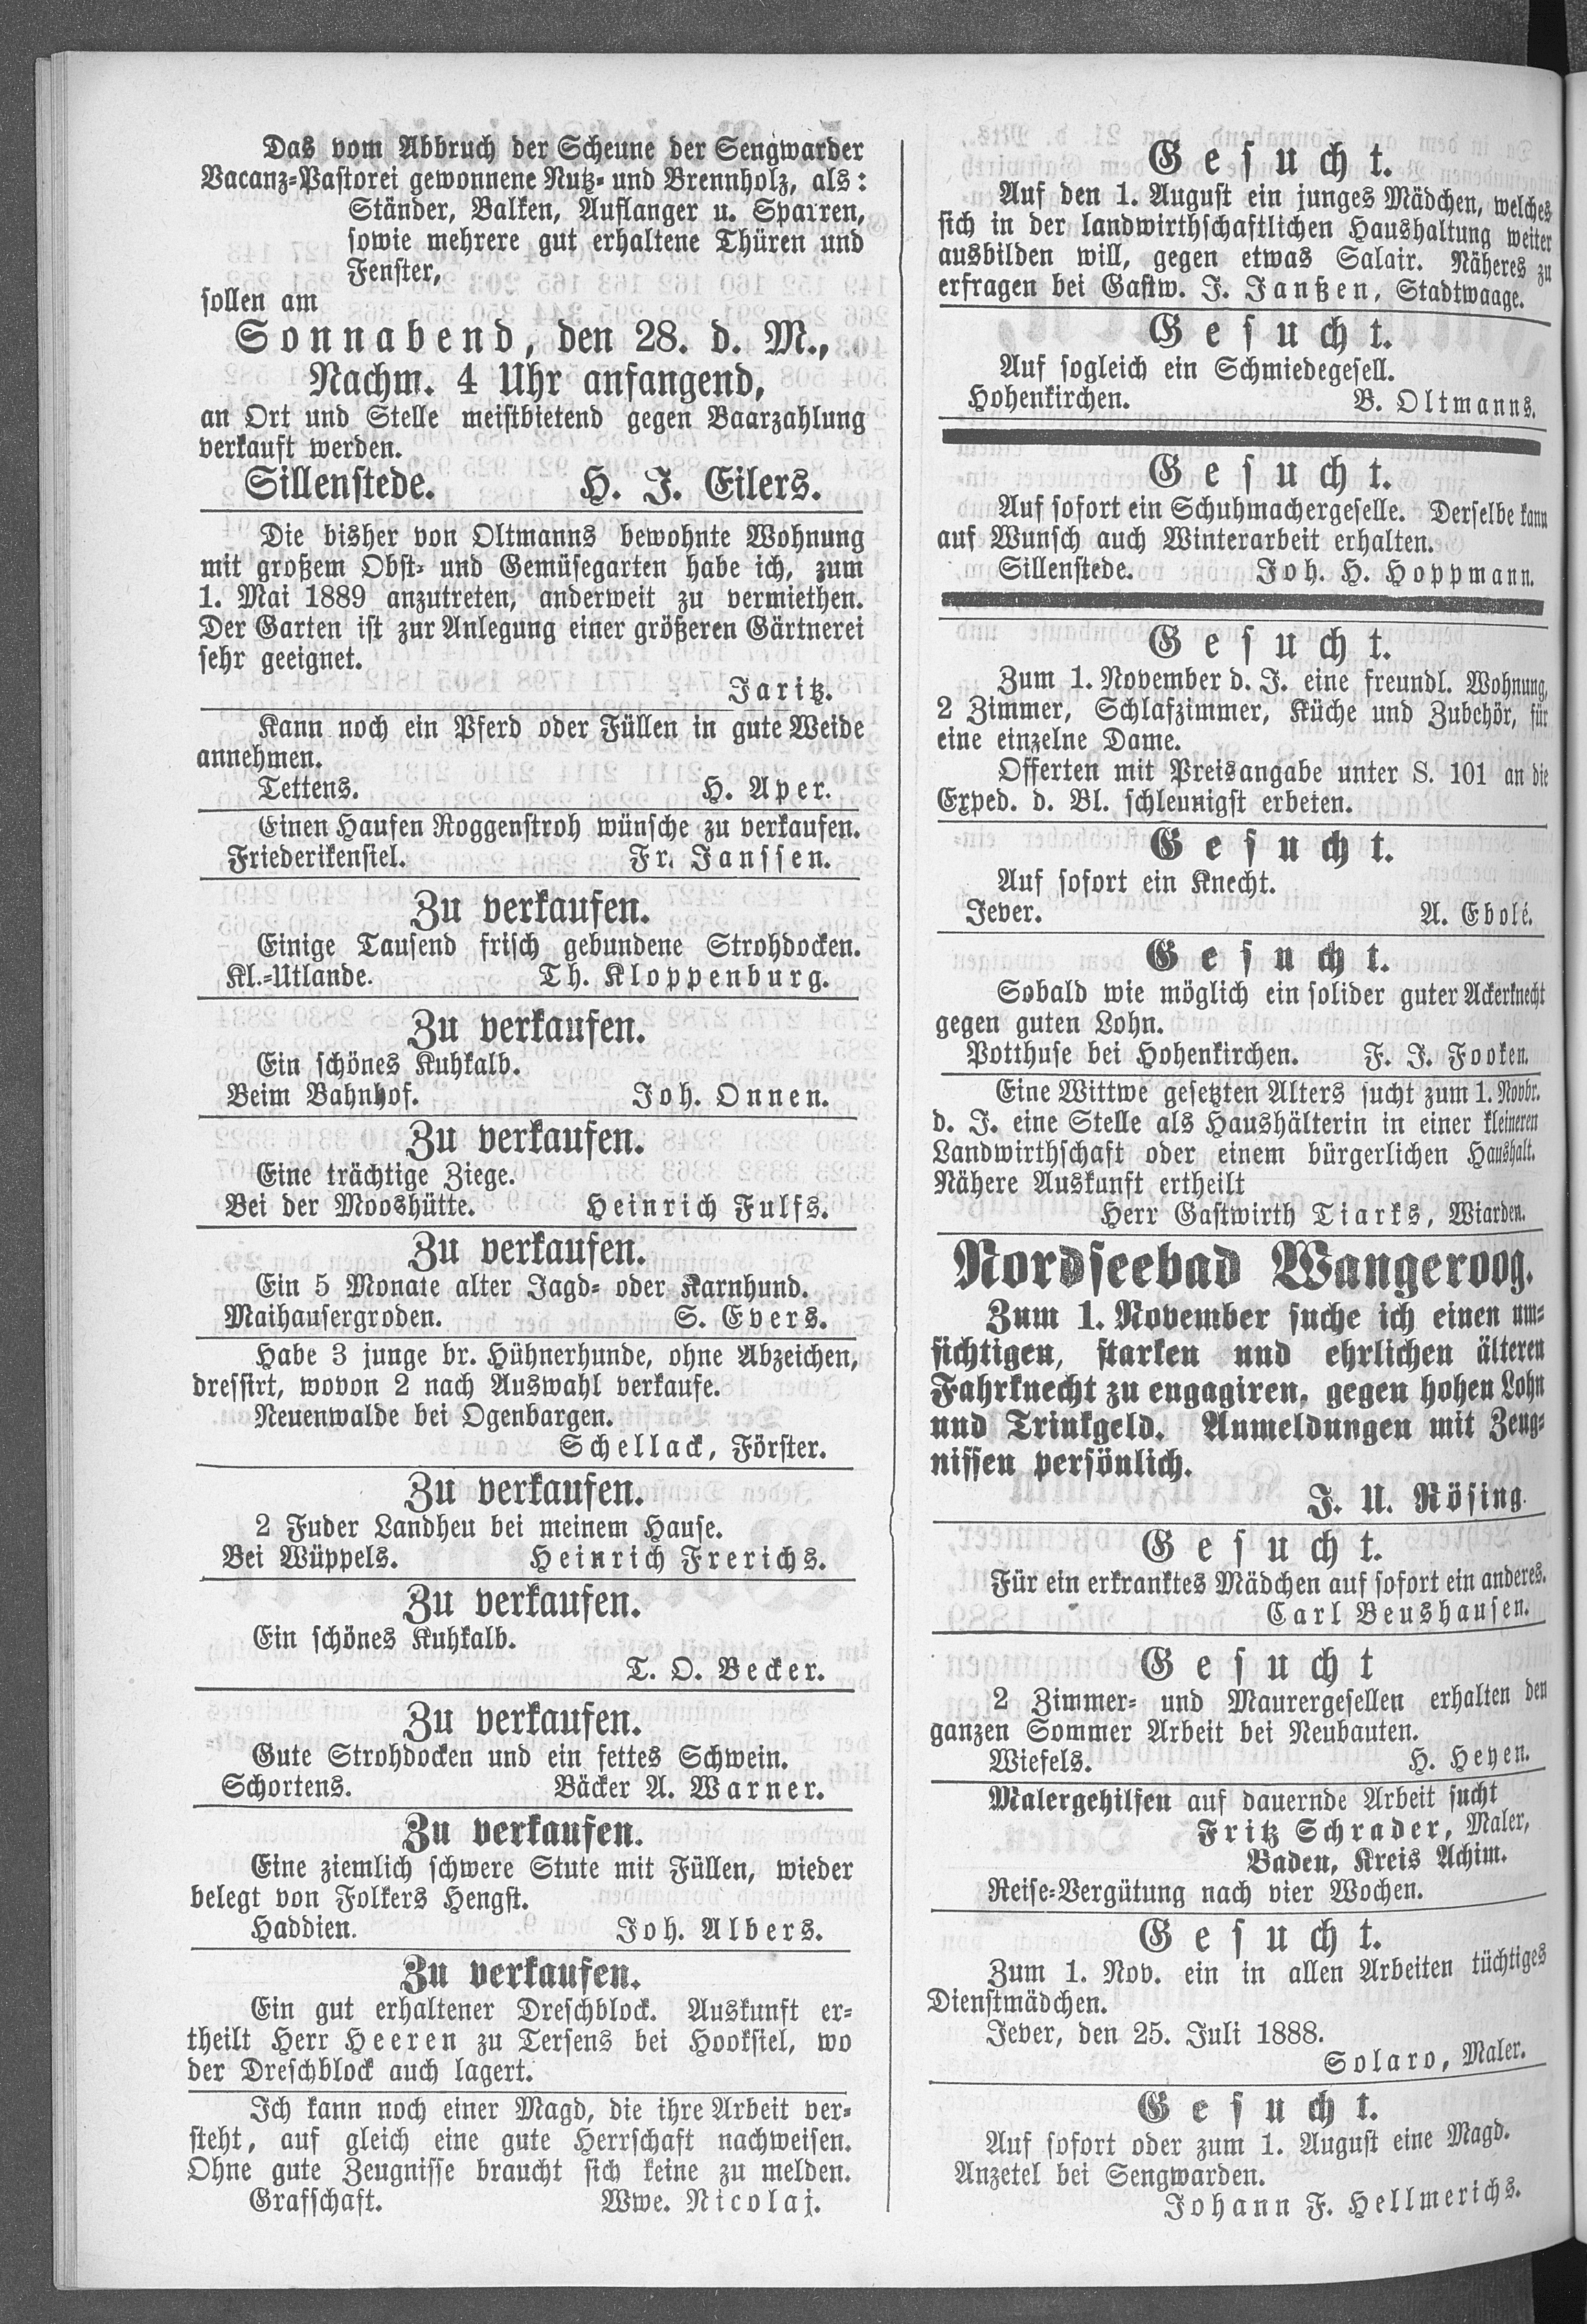 Das vom Abbruch der Scheune der Sengwarder
Vacanz-Pastorei gewonnene Nutz- und Brennholz, als:
Ständer, Balken, Auflanger u. Sparren,
sowie mehrere gut erhaltene Thüren und
Fenster,
sollen am
Sonnabend, den 28. d. M.,
Nachm. 4 Uhr anfangend,
an Ort und Stelle meistbietend gegen Baarzahlung
verkauft werden.
Sillenstede. H. J. Eilers.
Die bisher von Oltmanns bewohnte Wohnung
mit großem Obst- und Gemüsegarten habe ich, zum
1. Mai 1889 anzutreten, anderweit zu vermiethen.
Der Garten ist zur Anlegung einer größeren Gärtnerei
sehr geeignet.
Jaritz.
Kann noch ein Pferd oder Füllen in gute Weide
annehmen.
Tettens. H. Aper.
Einen Haufen Roggenstroh wünsche zu verkaufen.
Friederikensiel. Fr. Janssen.
Zu verkaufen.
Einige Tausend frisch gebundene Strohdocken.
Kl.-Utlande. Th. Kloppenburg.
Zu verkaufen.
Ein schönes Kuhkalb.
Beim Bahnhof. Joh. Onnen.
Zu verkaufen.
Eine trächtige Ziege.
Bei der Mooshütte. Heinrich Fulfs.
Zu verkaufen.
Ein 5 Monate alter Jagd- oder Karnhund.
Maihausergroden. S. Evers.
Habe 3 junge br. Hühnerhunde, ohne Abzeichen,
dressirt, wovon 2 nach Auswahl verkaufe.
Neuenwalde bei Ogenbargen.
Schellack, Förster.
Zu verkaufen.
2 Fuder Landheu bei meinem Hause.
Bei Wüppels. Heinrich Frerichs.
Zu verkaufen.
Ein schönes Kuhkalb.
T. O. Becker.
Zu verkaufen.
Gute Strohdocken und ein fettes Schwein.
Schortens. Bäcker A. Warner.
Zu verkaufen.
Eine ziemlich schwere Stute mit Füllen, wieder
belegt von Folkers Hengst.
Haddien. Joh. Albers.
Zu verkaufen.
Ein gut erhaltener Dreschblock. Auskunft er-
theilt Herr Heeren zu Tersens bei Hooksiel, wo
der Dreschblock auch lagert.
Ich kann noch einer Magd, die ihre Arbeit ver-
steht, auf gleich eine gute Herrschaft nachweisen.
Ohne gute Zeugnisse braucht sich keine zu melden.
Grafschaft. Wwe. Nicolaj.
Gesucht.
Auf den 1. August ein junges Mädchen, welches
sich in der landwirthschaftlichen Haushaltung weiter
ausbilden will, gegen etwas Salair. Näheres zu
erfragen bei Gastw. J. Janßen, Stadtwaage.
Gesucht.
Auf sogleich ein Schmiedegesell.
Hohenkirchen. B. Oltmanns.
Gesucht.
Auf sofort ein Schuhmachergeselle. Derselbe kann
auf Wunsch auch Winterarbeit erhalten.
Sillenstede. Joh. H. Hoppmann.
Gesucht.
Zum 1. November d. J. eine freundl. Wohnung,
2 Zimmer, Schlafzimmer, Küche und Zubehör, für
eine einzelne Dame.
Offerten mit Preisangabe unter S. 101 an die
Exped. d. Bl. schleunigst erbeten.
Gesucht.
Auf sofort ein Knecht.
Jever. A. Ebolé.
Gesucht.
Sobald wie möglich ein solider guter Ackerknecht
gegen guten Lohn.
Potthuse bei Hohenkirchen. F. J. Fooken.
Eine Wittwe gesetzten Alters sucht zum 1. Novbr.
d. J. eine Stelle als Haushälterin in einer kleineren
Landwirthschaft oder einem bürgerlichen Haushalt.
Nähere Auskunft ertheilt
Herr Gastwirth Tiarks, Wiarden.
Nordseebad Wangeroog.
Zum 1. November suche ich einen um-
sichtigen, starken und ehrlichen älteren
Fahrknecht zu engagiren, gegen hohen Lohn
und Trinkgeld. Anmeldungen mit Zeug-
nissen persönlich.
J. A. Rösing.
Gesucht.
Für ein erkranktes Mädchen auf sofort ein anderes.
Carl Beushausen.
Gesucht
2 Zimmer- und Maurergesellen erhalten den
ganzen Sommer Arbeit bei Neubauten.
Wiefels. H. Heyen.
Malergehilfen auf dauernde Arbeit sucht
Fritz Schrader, Maler,
Baden, Kreis Achim.
Reise-Vergütung nach vier Wochen.
Gesucht.
Zum 1. Nov. ein in allen Arbeiten tüchtiges
Dienstmädchen.
Jever, den 25. Juli 1888.
Solaro, Maler.
Gesucht.
Auf sofort oder zum 1. August eine Magd.
Anzetel bei Sengwarden.
Johann F. Hellmerichs.